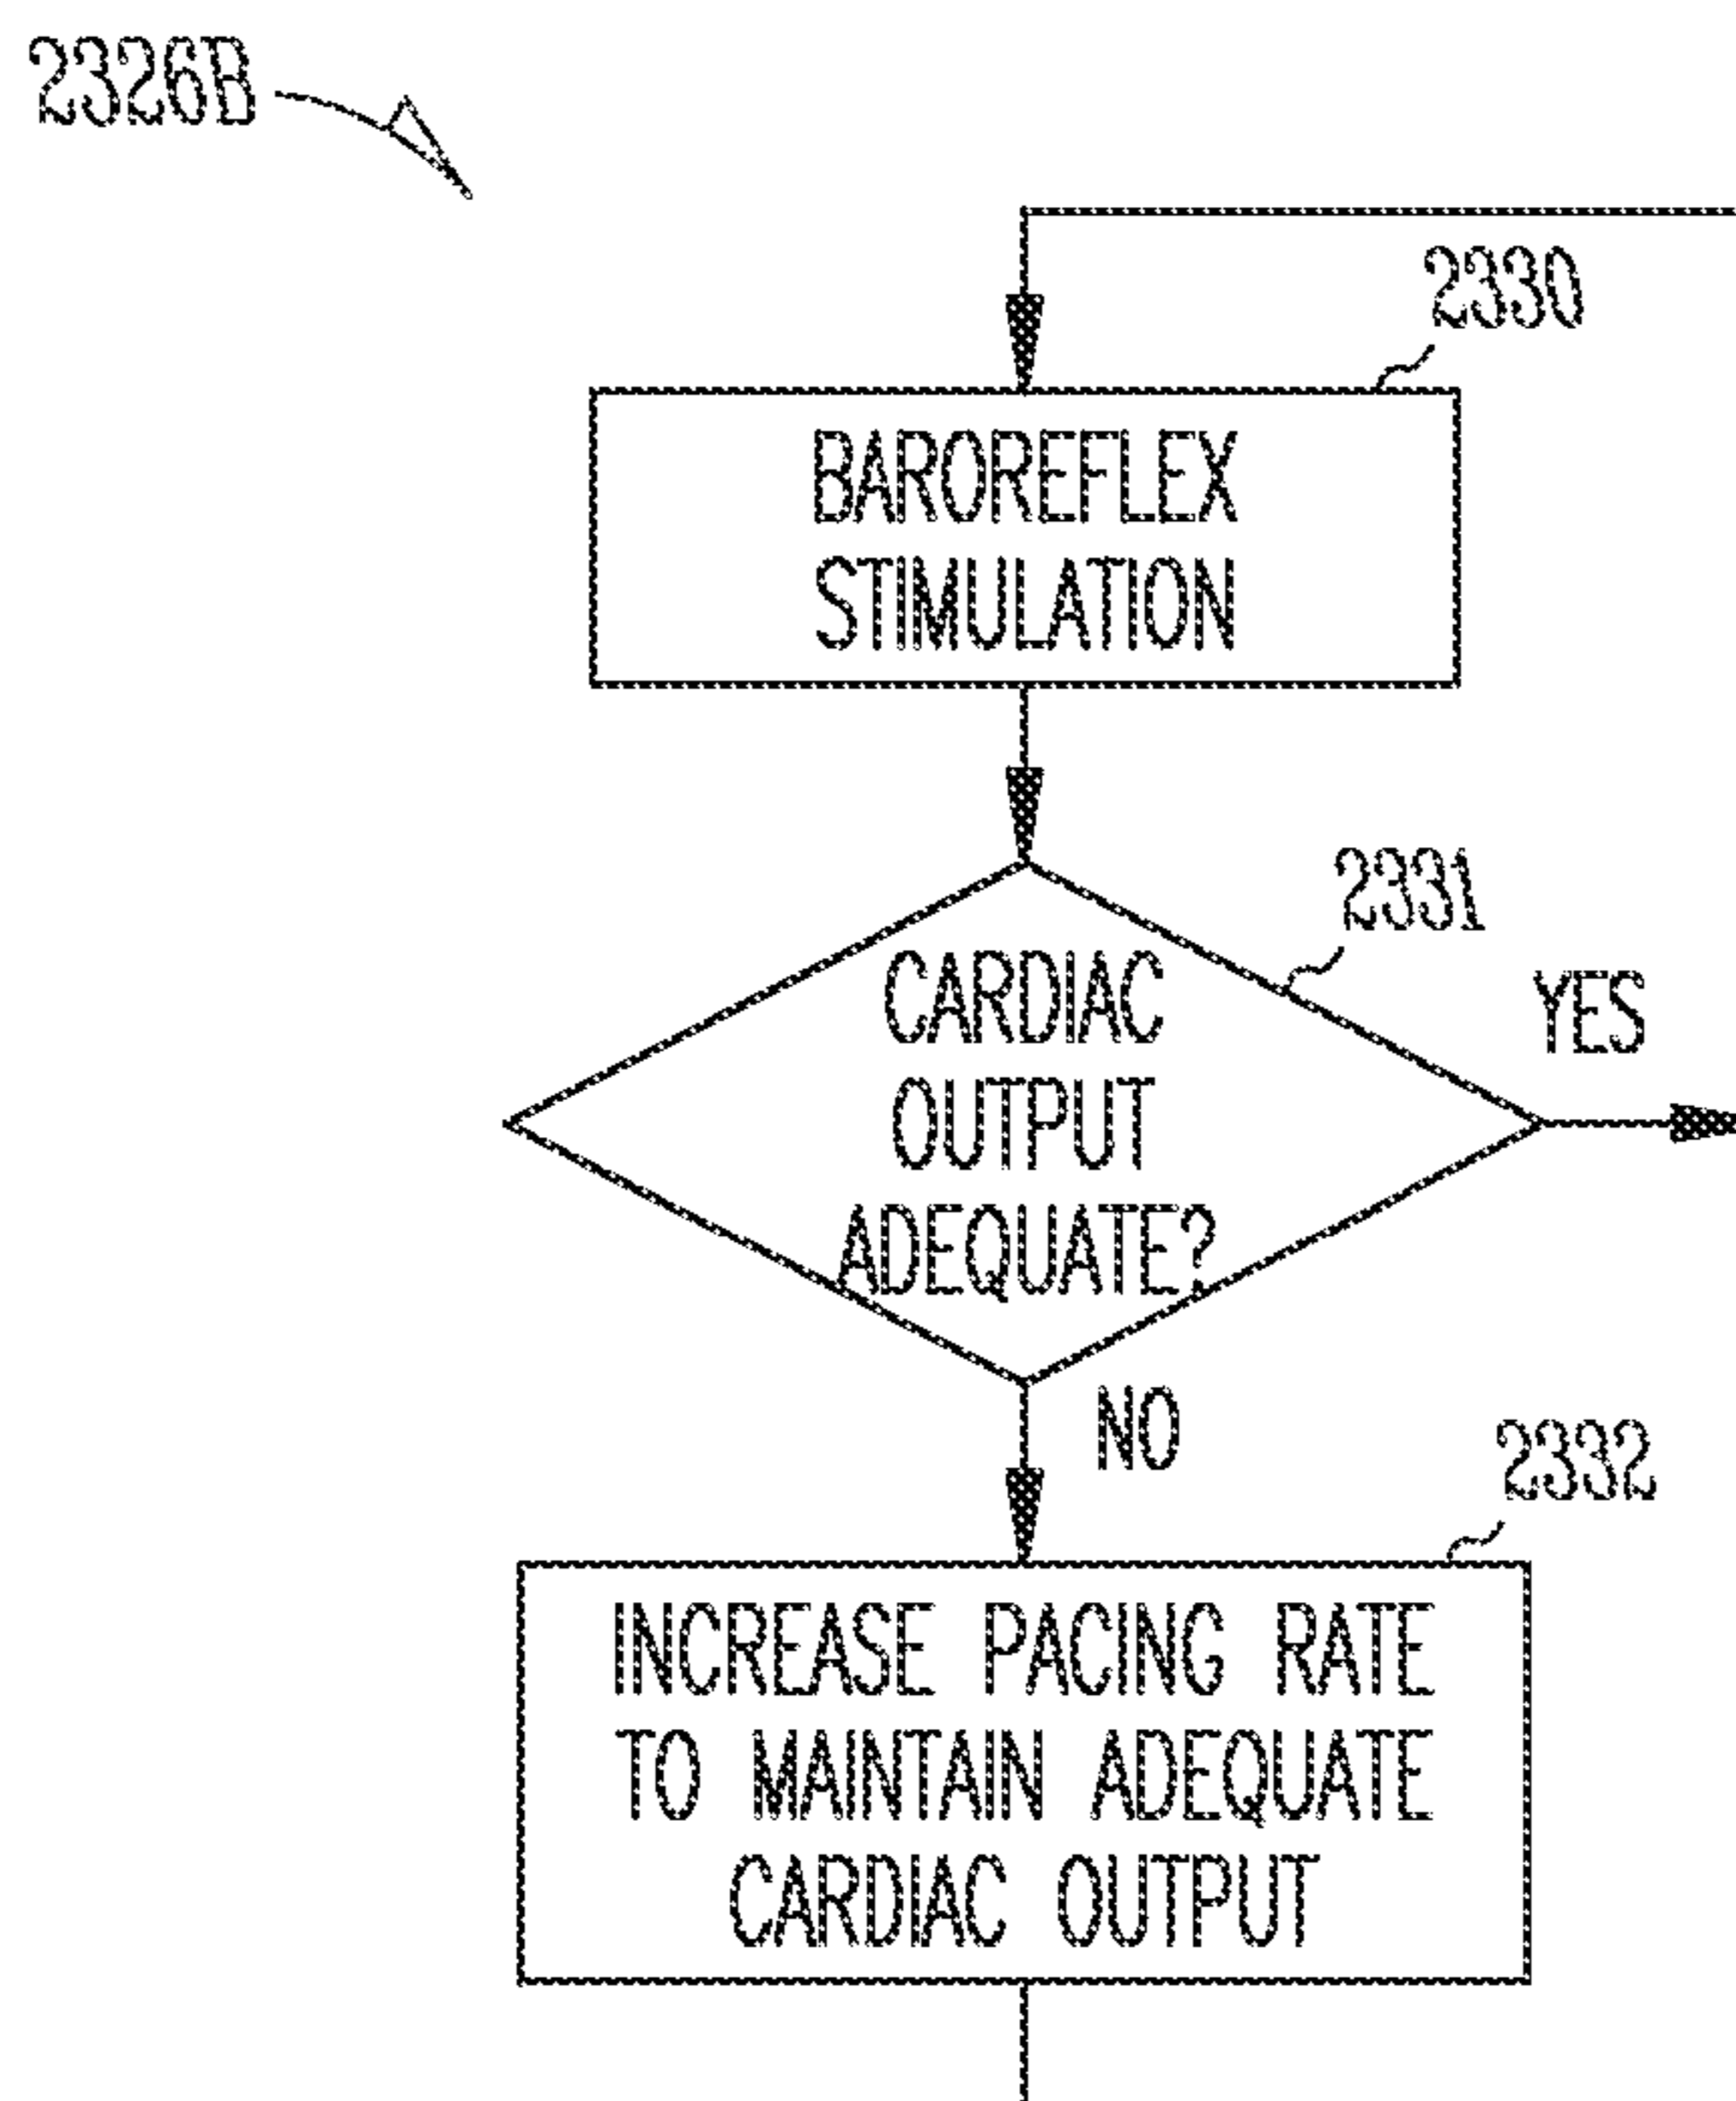 2326B
2330
BAROREFLEX
STIMULATION
2331
CARDIAC
OUTPUT
ADEQUATE?
YES
NO
2332
INCREASE PACING RATE
TO MAINTAIN ADEQUATE
CARDIAC OUTPUT